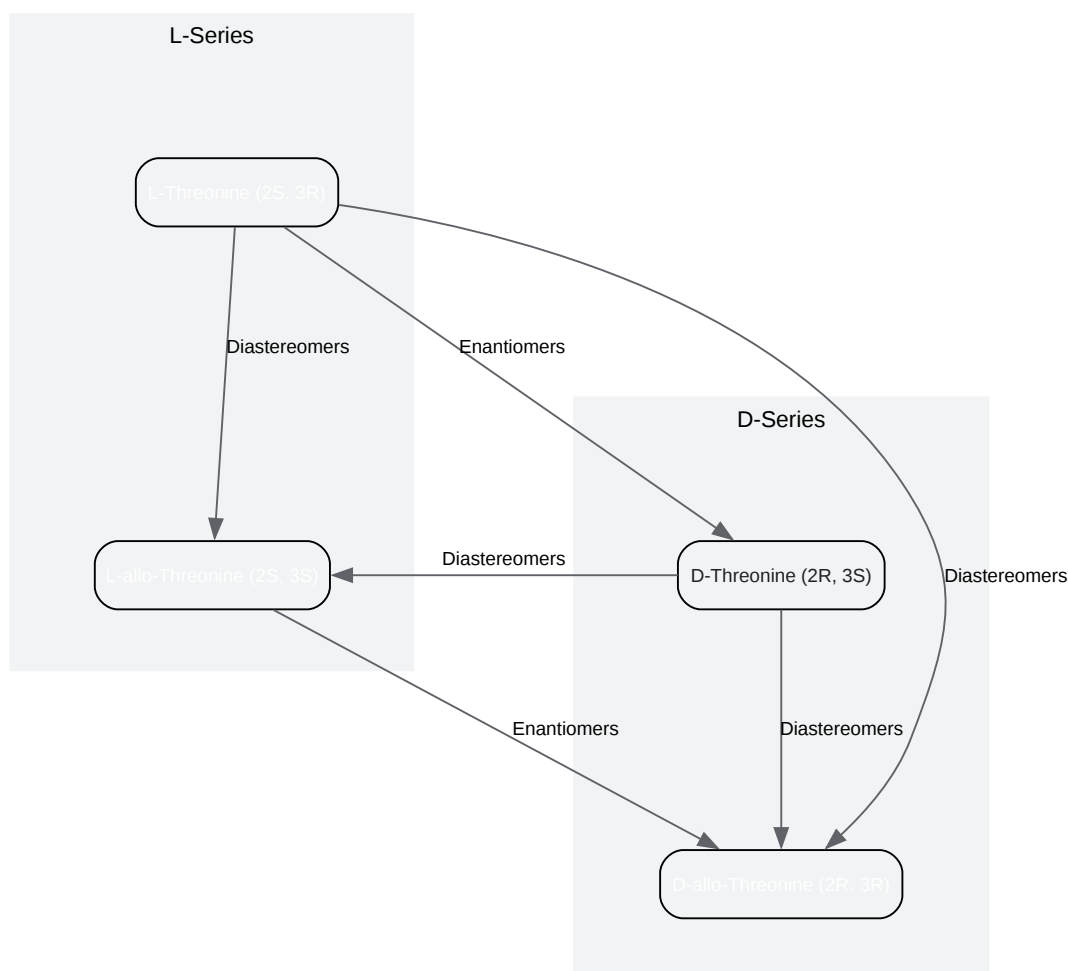 L-Series
L-Threonine (2S, 3R)
Diastereomers
Enantiomers
D-Series
L-allo-Threonine (2S, 3S)
Diastereomers
D-Threonine (2R, 3S)
Diastereomers
Enantiomers
Diastereomers
D-allo-Threonine (2R, 3R)